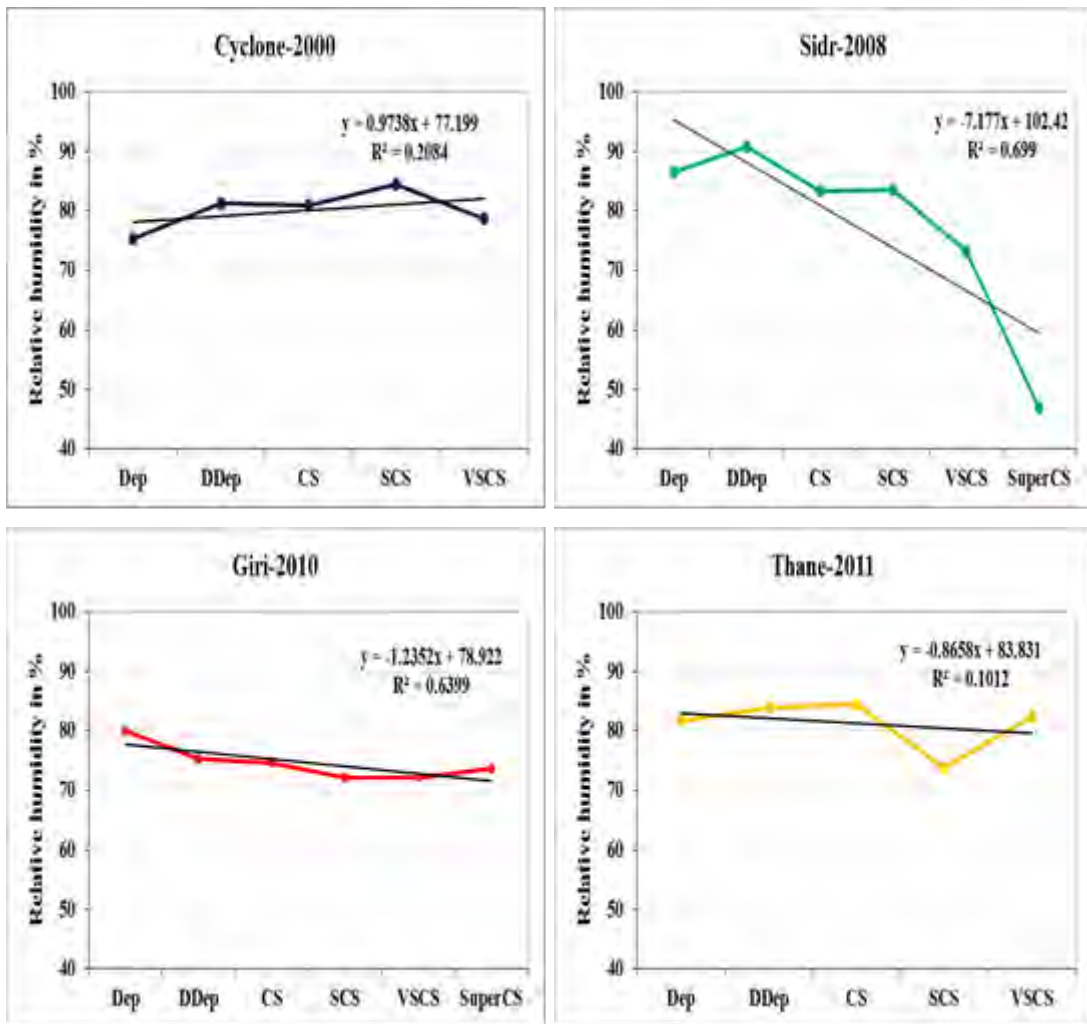 Cyclone-2000
y = 0.9738x + 77.199
R² = 0.2084
Relative humidity in %
100
90
80
70
60
50
40
Dep DDep CS SCS VSCS
Sidr-2008
y = -7.177x + 102.42
R² = 0.699
Relative humidity in %
100
90
80
70
60
50
40
Dep DDep CS SCS VSCS SuperCS
Giri-2010
y = -1.2352x + 78.922
R² = 0.6399
Relative humidity in %
100
90
80
70
60
50
40
Dep DDep CS SCS VSCS SuperCS
Thane-2011
y = -0.8658x + 83.831
R² = 0.1012
Relative humidity in %
100
90
80
70
60
50
40
Dep DDep CS SCS VSCS